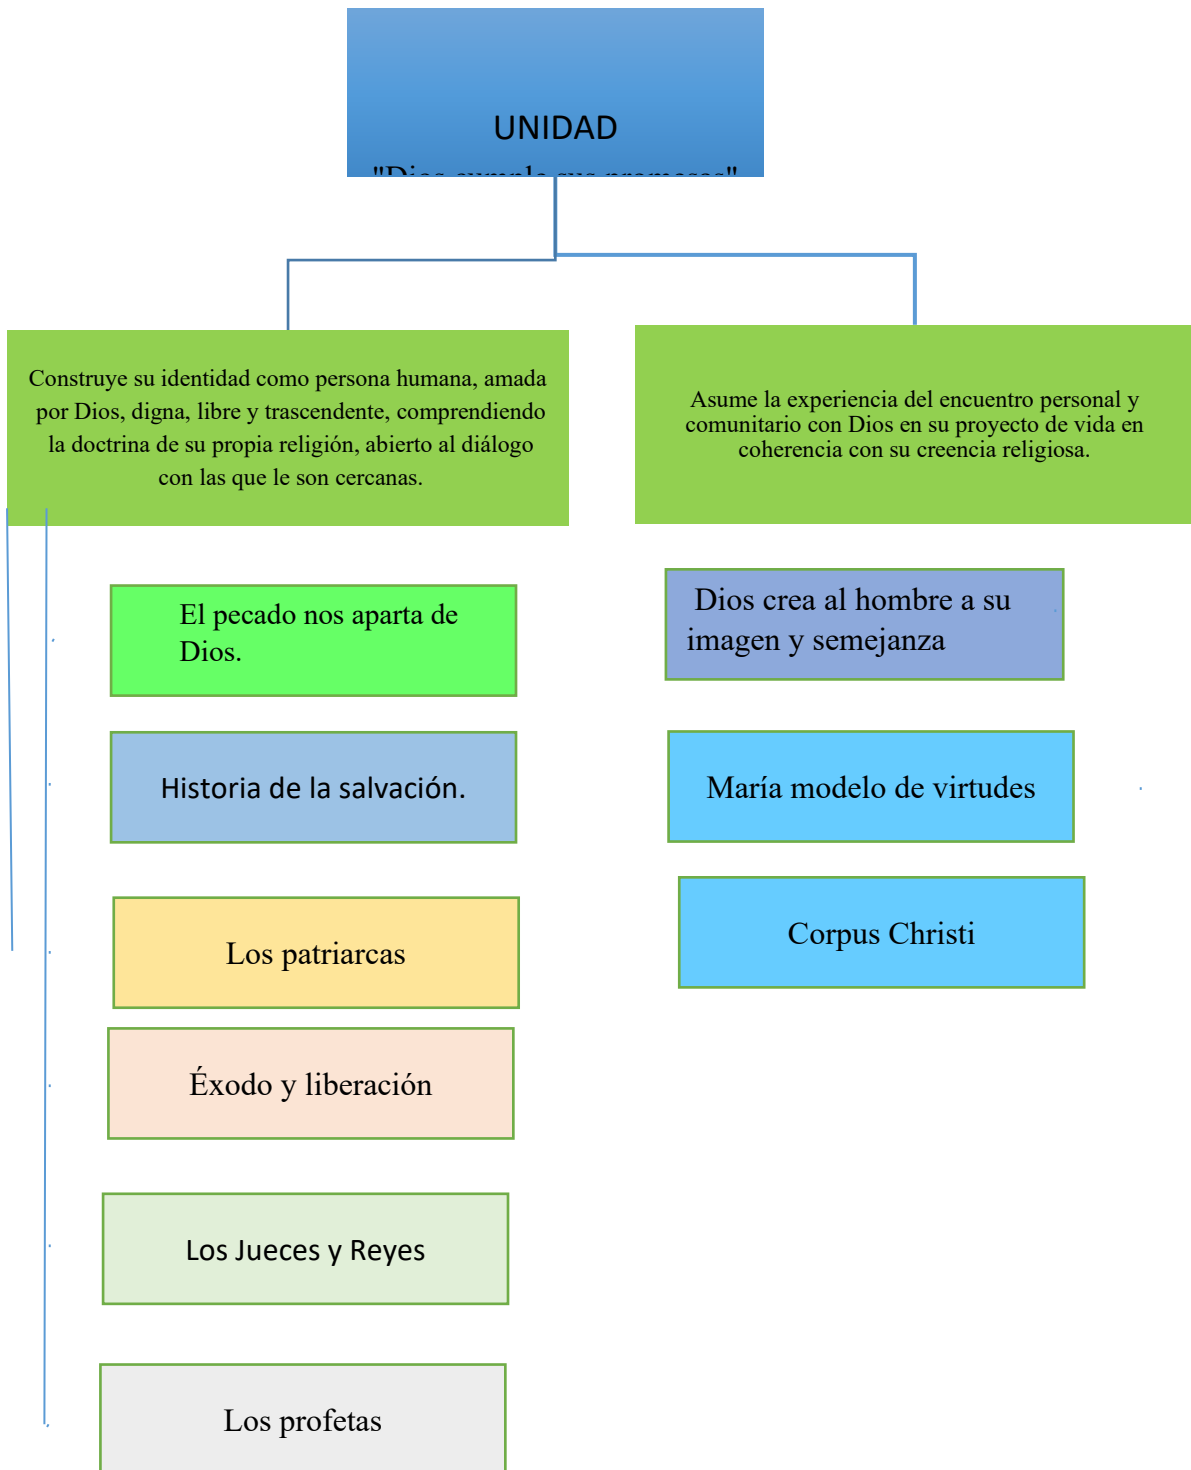 UNIDAD
"Dios cumple sus promesas"
Construye su identidad como persona humana, amada
por Dios, digna, libre y trascendente, comprendiendo
la doctrina de su propia religión, abierto al diálogo
con las que le son cercanas.
Asume la experiencia del encuentro personal y
comunitario con Dios en su proyecto de vida en
coherencia con su creencia religiosa.
El pecado nos aparta de
Dios.
Historia de la salvación.
Los patriarcas
Éxodo y liberación
Los Jueces y Reyes
Los profetas
Dios crea al hombre a su
imagen y semejanza
María modelo de virtudes
Corpus Christi